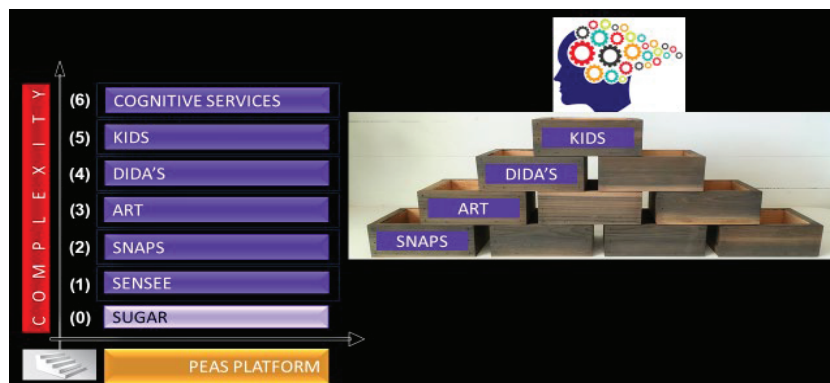 COMPLEXITY
(6) COGNITIVE SERVICES
(5) KIDS
(4) DIDA'S
(3) ART
(2) SNAPS
(1) SENSEE
(0) SUGAR
PEAS PLATFORM
KIDS
DIDA'S
ART
SNAPS